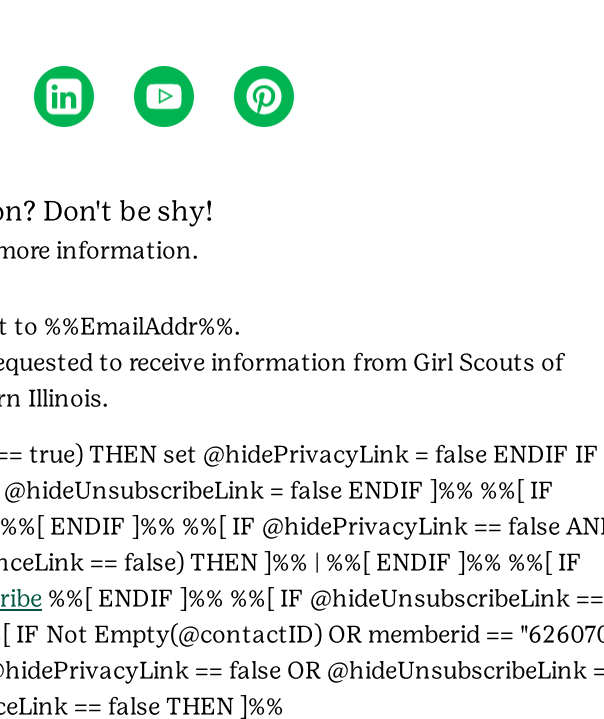 in
on? Don't be shy!
more information.
t to %%EmailAddr%%.
equested to receive information from Girl Scouts of
rn Illinois.
== true) THEN set @hidePrivacyLink = false ENDIF IF
@hideUnsubscribeLink = false ENDIF ]%% %%[ IF
%%[ ENDIF ]%% %%[ IF @hidePrivacyLink == false AN
nceLink == false) THEN ]%% | %%[ ENDIF ]%% %%[ IF
ribe %%[ ENDIF ]%% %%[ IF @hideUnsubscribeLink ==
[ IF Not Empty(@contactID) OR memberid == "62607
@hidePrivacyLink == false OR @hideUnsubscribeLink =
ceLink == false THEN ]%%